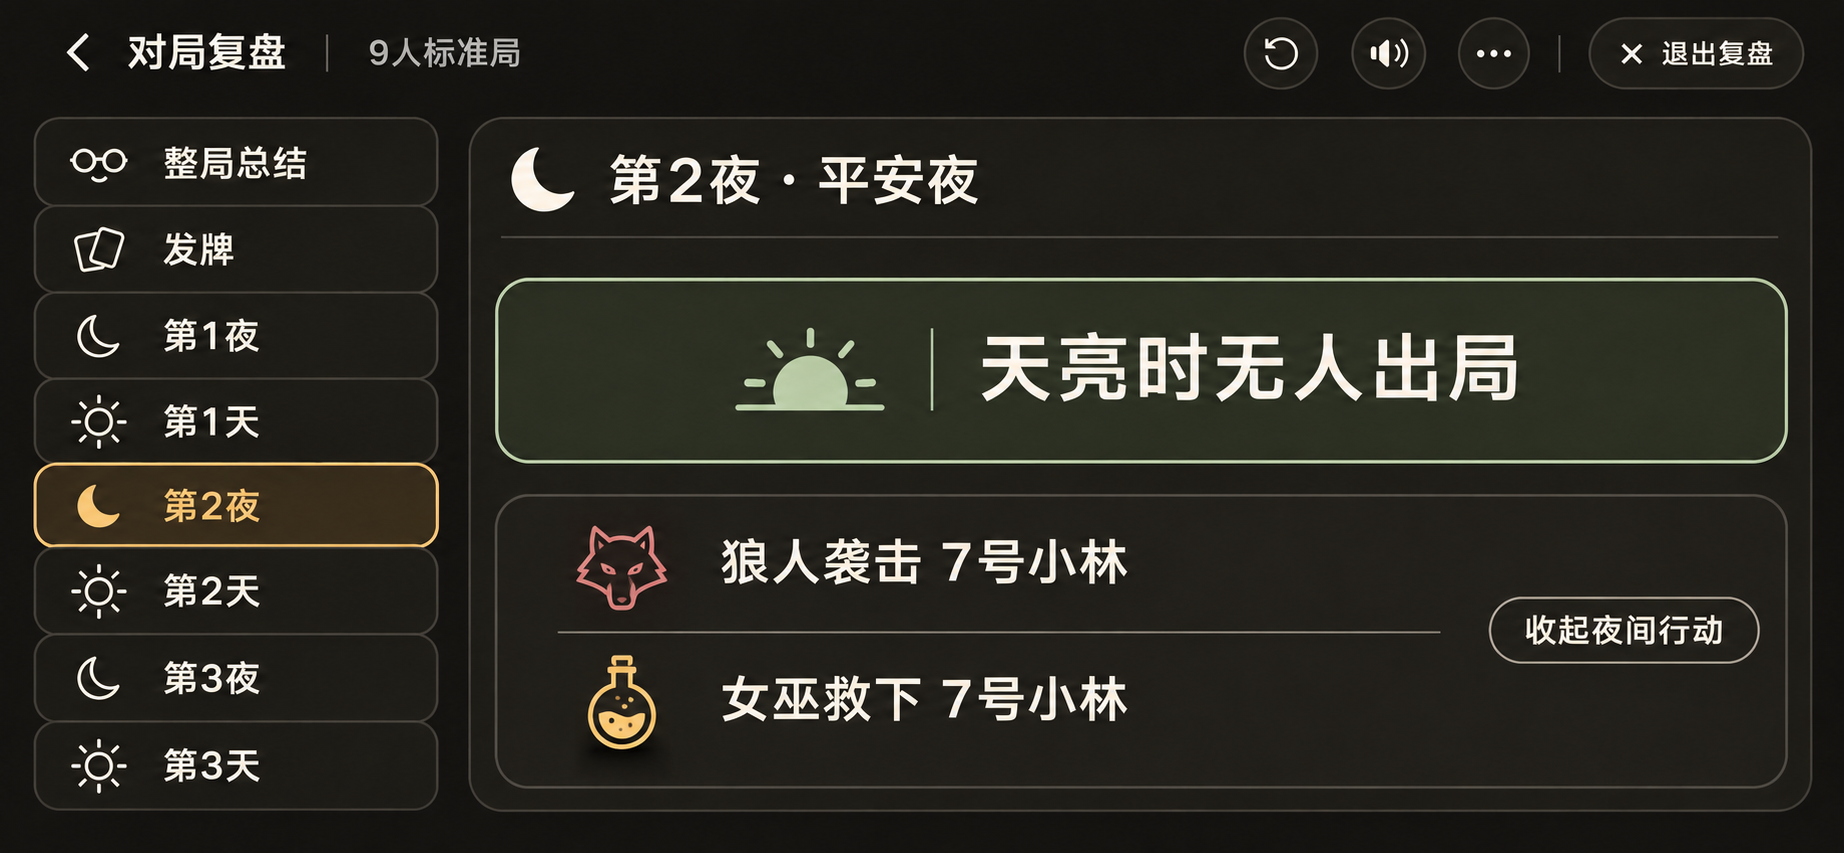 对局复盘 9人标准局 退出复盘
整局总结
发牌
第1夜
第1天
第2夜
第2天
第3夜
第3天
第2夜·平安夜
天亮时无人出局
狼人袭击 7号小林
收起夜间行动
女巫救下 7号小林